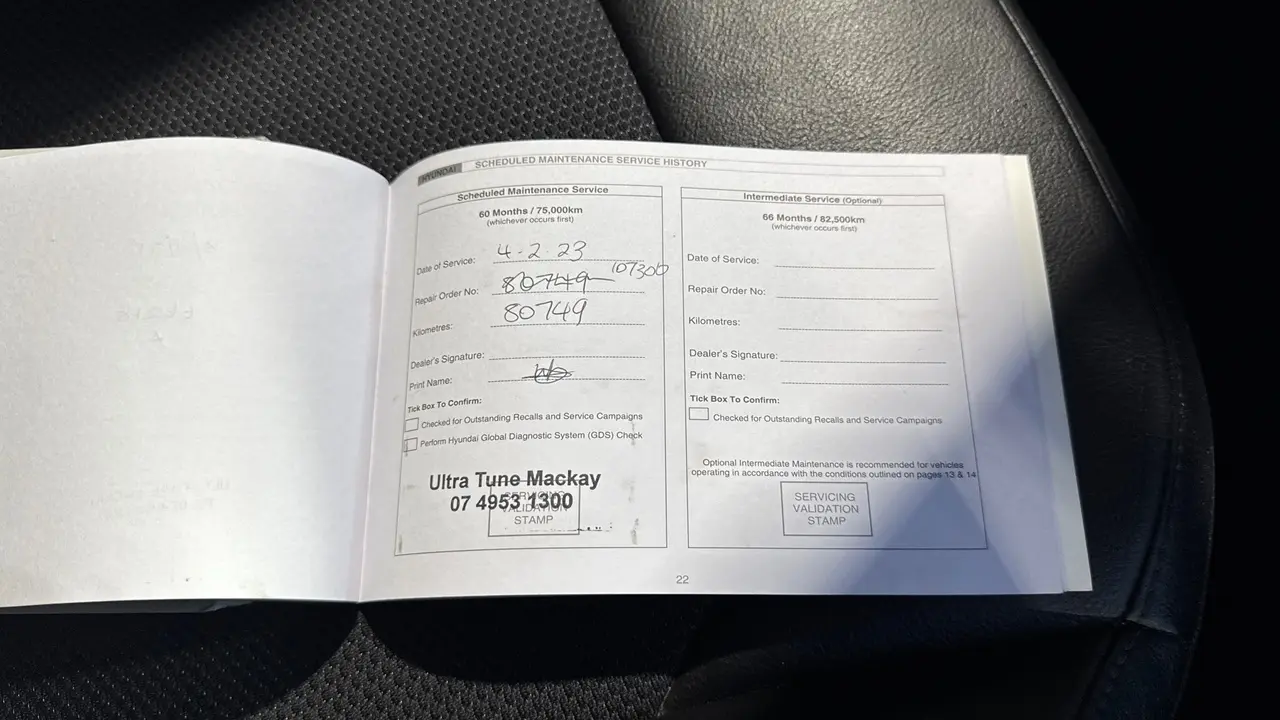 HYUNDAI SCHEDULED MAINTENANCE SERVICE HISTORY
Scheduled Maintenance Service
60 Months / 75,000km
(whichever occurs first)
Date of Service: 4-2-23
Repair Order No: 80749 107306
Kilometres: 80749
Dealer's Signature:
Print Name:
Tick Box To Confirm:
Checked for Outstanding Recalls and Service Campaigns
Perform Hyundai Global Diagnostic System (GDS) Check
Ultra Tune Mackay
07 4953 1300
SERVICING
VALIDATION
STAMP
Intermediate Service (Optional)
66 Months / 82,500km
(whichever occurs first)
Date of Service:
Repair Order No:
Kilometres:
Dealer's Signature:
Print Name:
Tick Box To Confirm:
Checked for Outstanding Recalls and Service Campaigns
Optional Intermediate Maintenance is recommended for vehicles
operating in accordance with the conditions outlined on pages 13 & 14
SERVICING
VALIDATION
STAMP
22